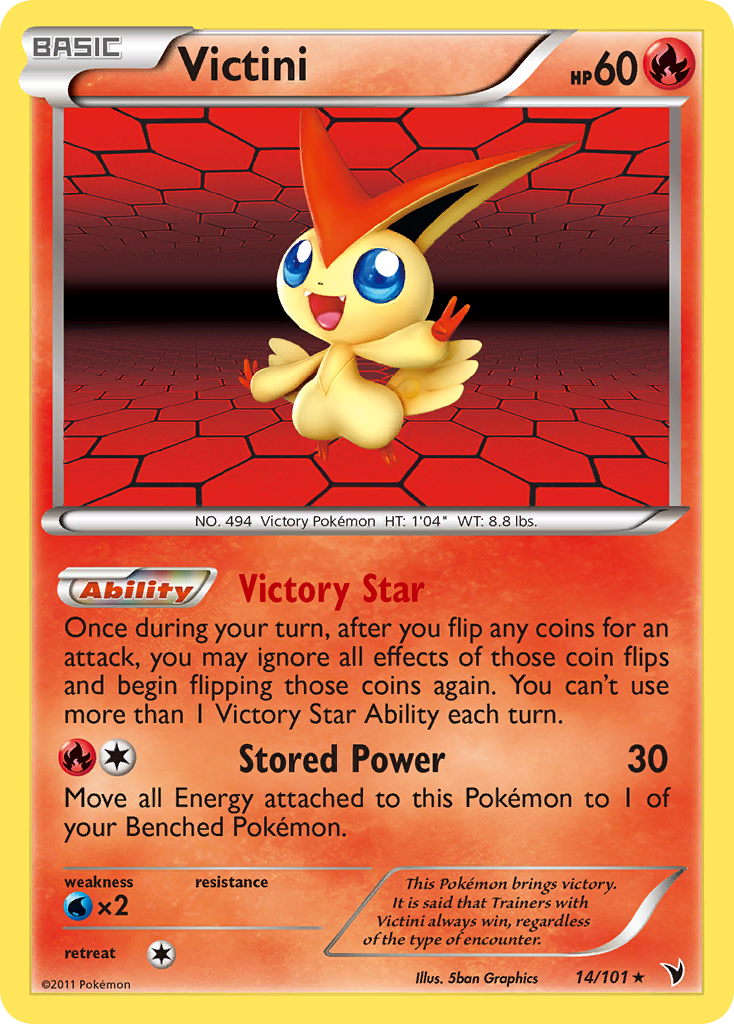 BASIC
Victini
HP60
NO. 494 Victory Pokémon HT: 1'04" WT: 8.8 lbs.
Ability Victory Star
Once during your turn, after you flip any coins for an
attack, you may ignore all effects of those coin flips
and begin flipping those coins again. You can't use
more than 1 Victory Star Ability each turn.
Stored Power 30
Move all Energy attached to this Pokémon to 1 of
your Benched Pokémon.
weakness resistance
×2
retreat
This Pokémon brings victory.
It is said that Trainers with
Victini always win, regardless
of the type of encounter.
©2011 Pokémon Illus. 5ban Graphics 14/101 ★